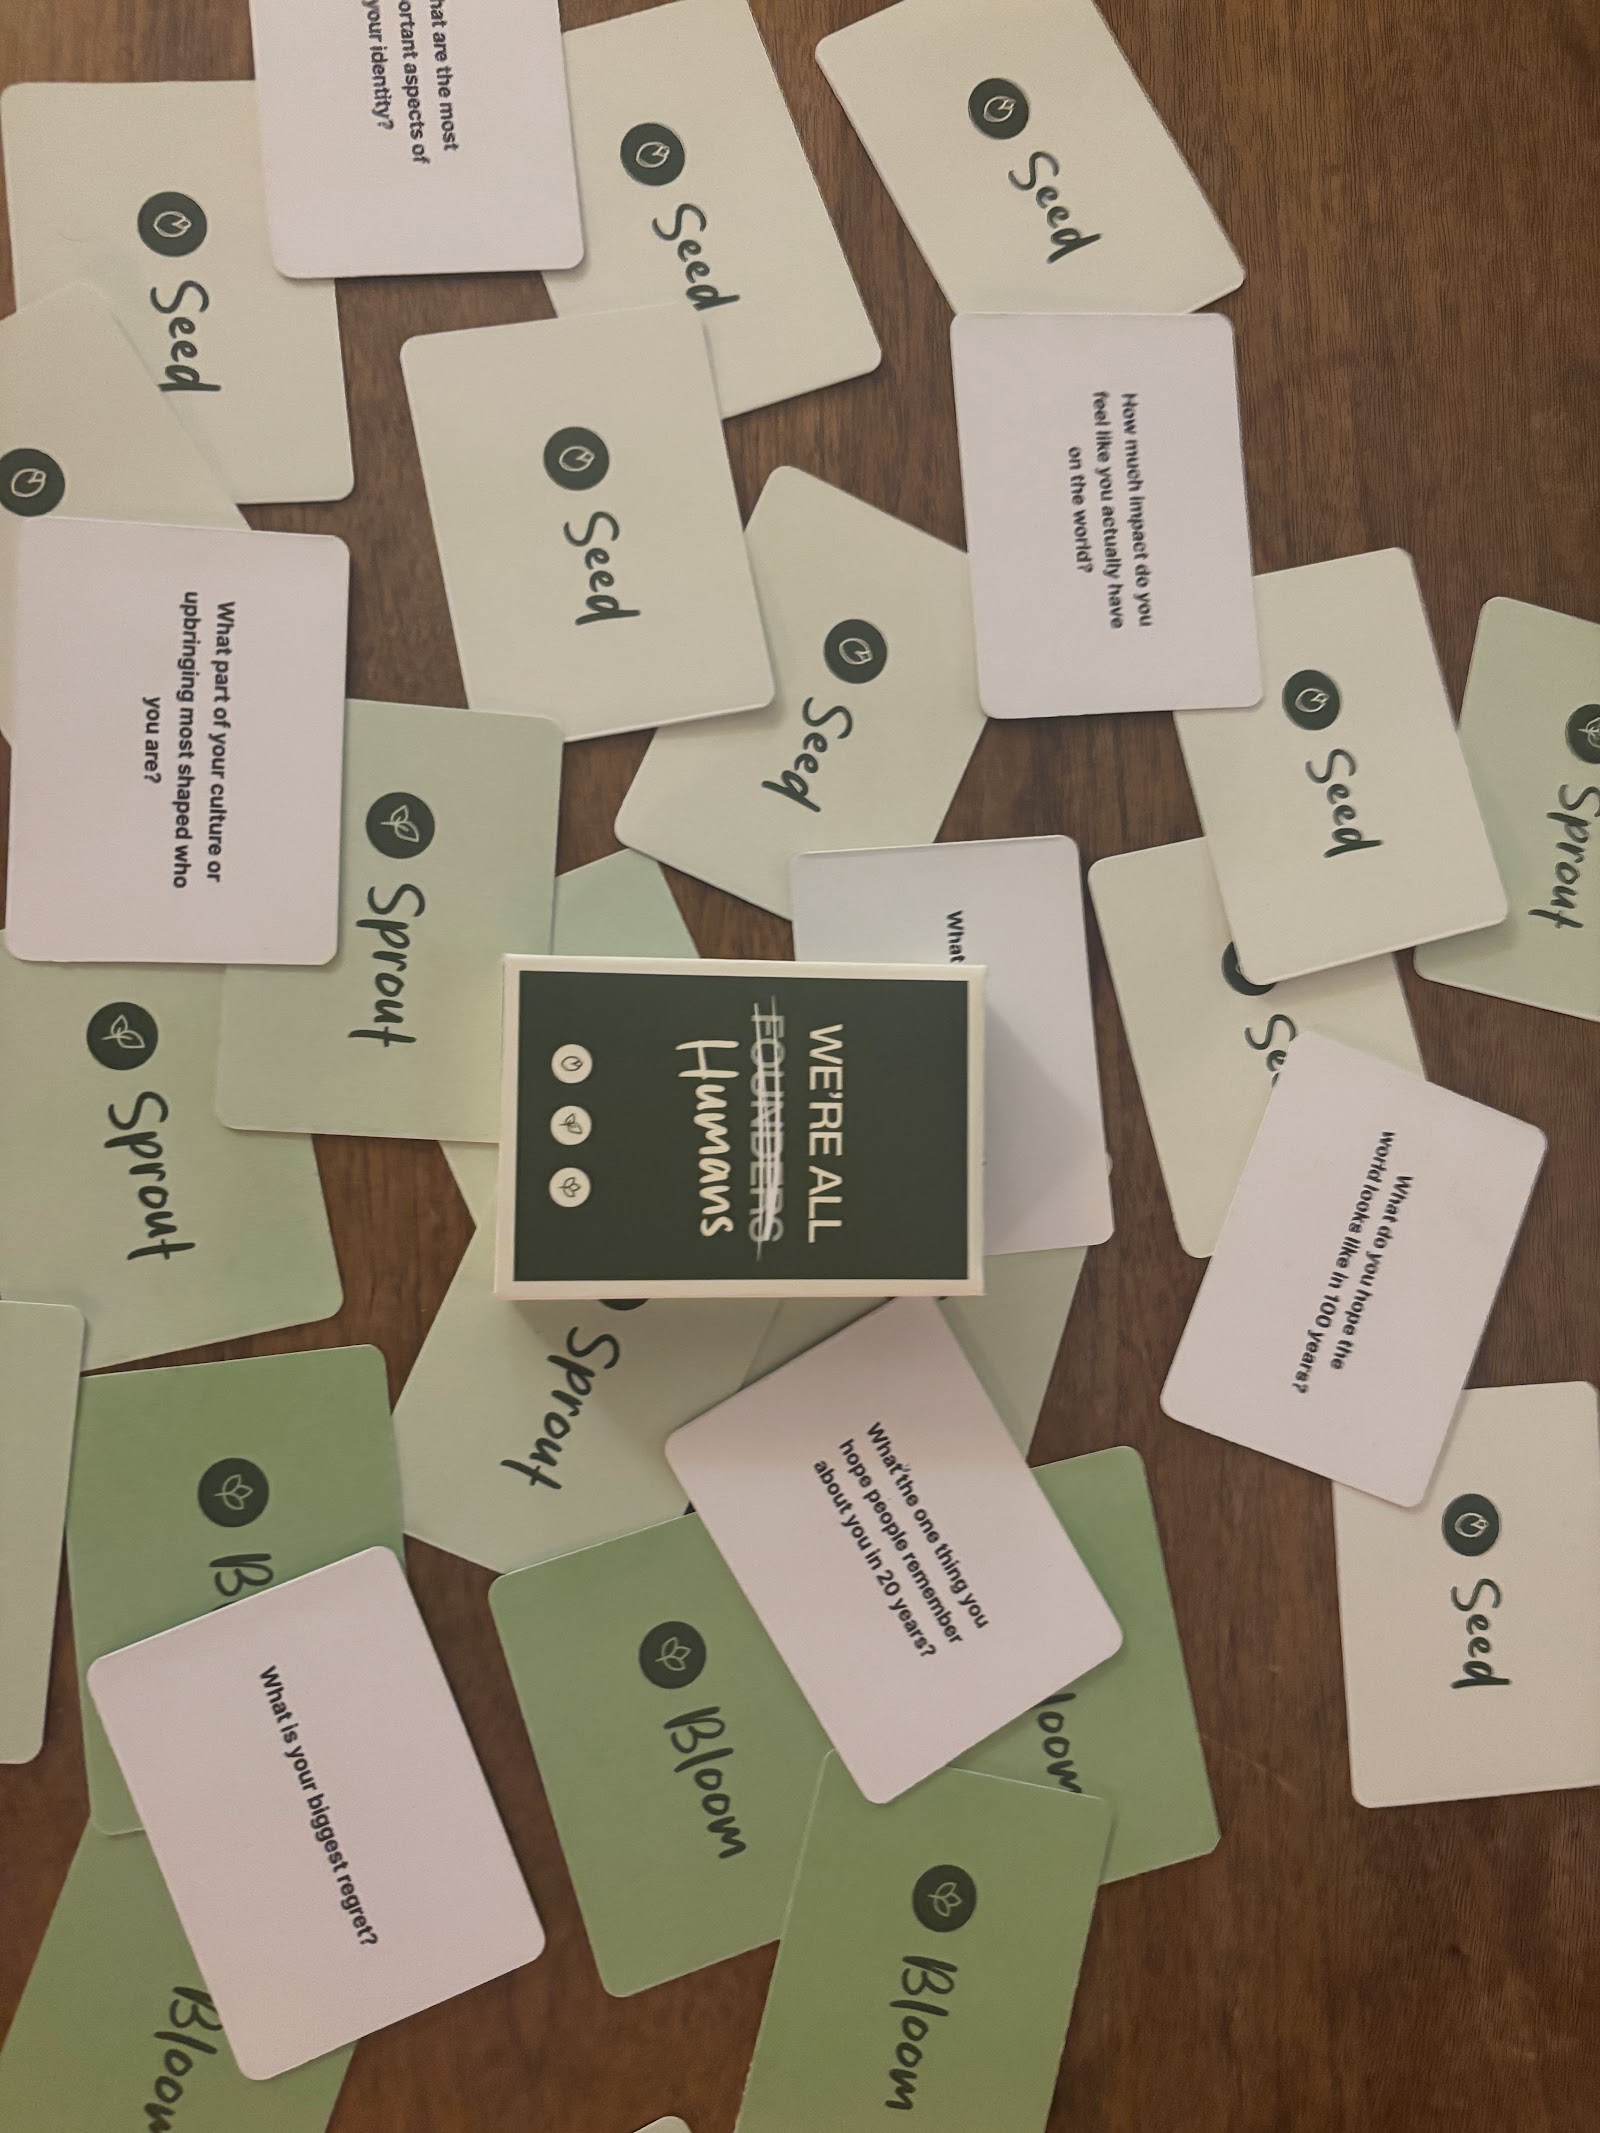 Sprout
Seed
Seed
What do you hope the
world looks like in 100 years?
Seed
How much impact do you
feel like you actually have
on the world?
See
loom
What
Bloom
What'the one thing you
hope people remember
about you in 20 years?
WE'RE ALL
FOUNDERS
Humans
Seed
Seed
Bloom
Seed
Sprout
hat are the most
ortant aspects of
your identity?
Sprout
What is your biggest regret?
B
What part of your culture or
upbringing most shaped who
you are?
Seed
Bloom
Sprout